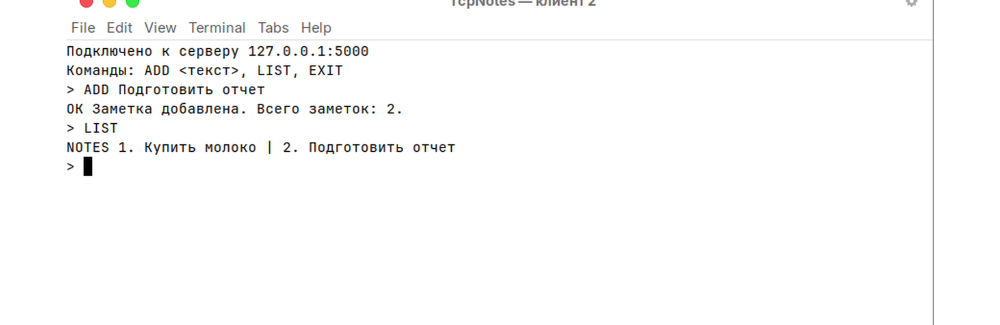 TcpNotes — клиент 2
File Edit View Terminal Tabs Help
Подключено к серверу 127.0.0.1:5000
Команды: ADD <текст>, LIST, EXIT
> ADD Подготовить отчет
ОК Заметка добавлена. Всего заметок: 2.
> LIST
NOTES 1. Купить молоко | 2. Подготовить отчет
>